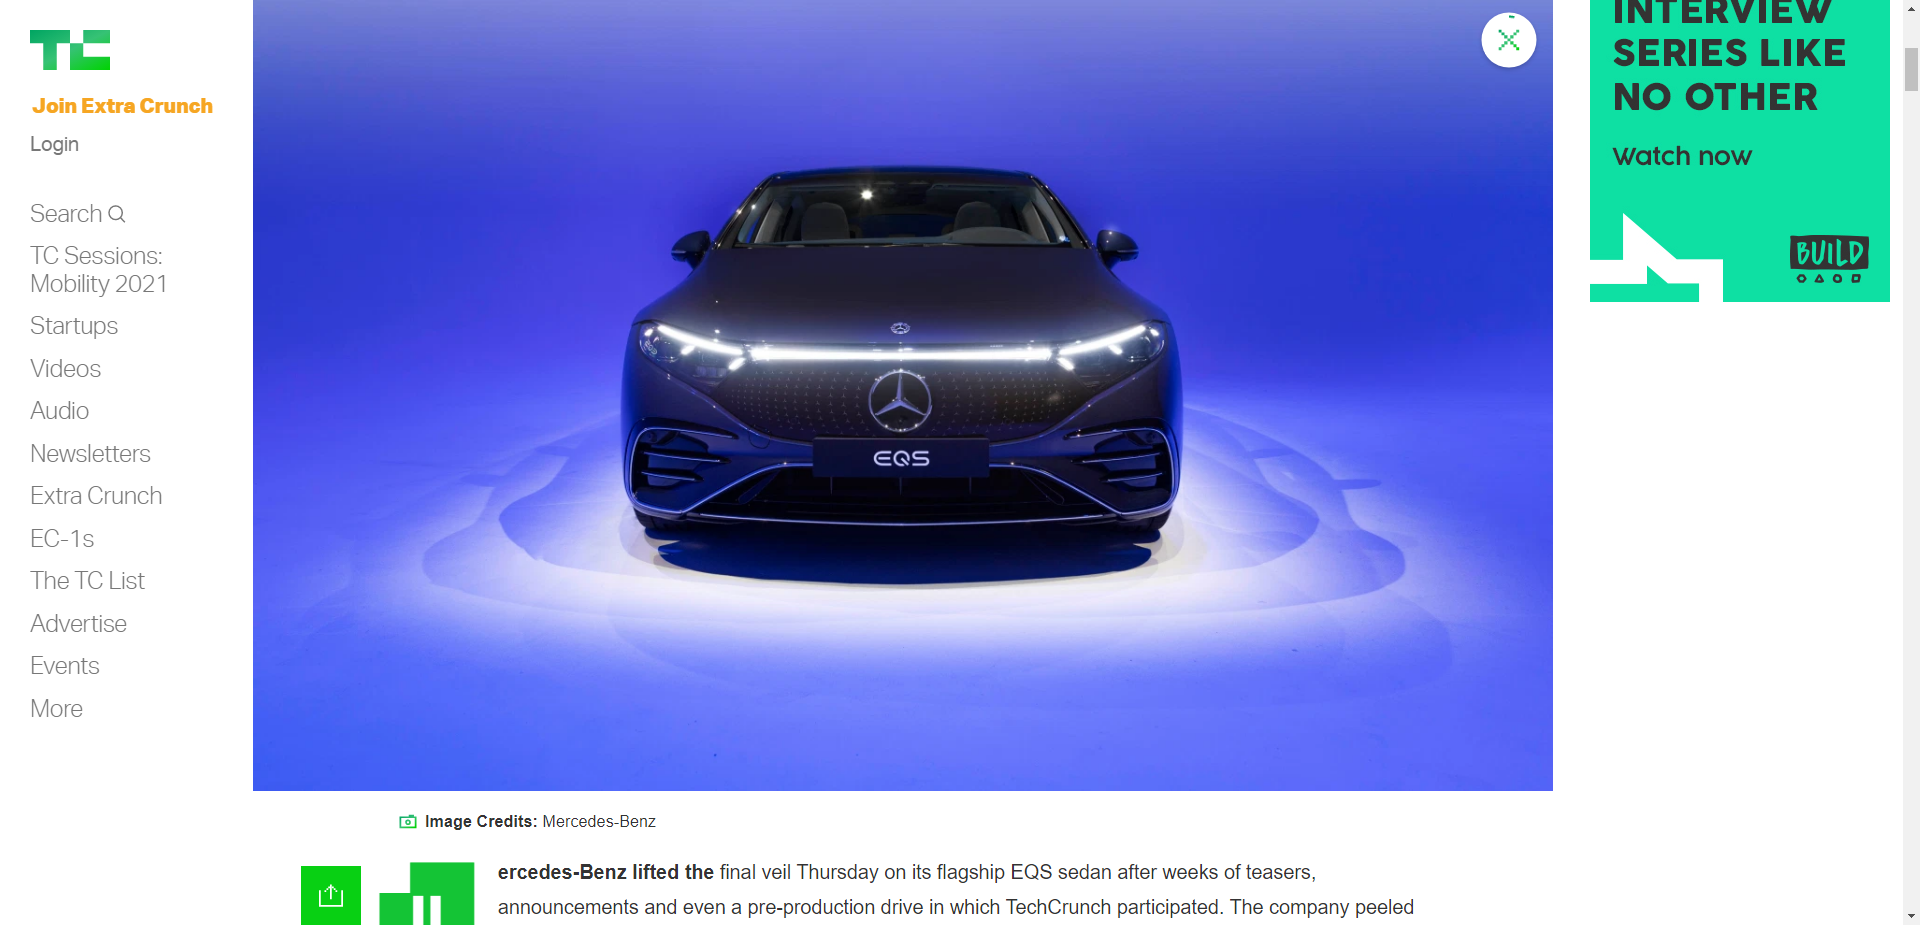 TC
Join Extra Crunch
Login
Search
TC Sessions:
Mobility 2021
Startups
Videos
Audio
Newsletters
Extra Crunch
EC-1s
The TC List
Advertise
Events
More
EQS
Image Credits: Mercedes-Benz
ercedes-Benz lifted the final veil Thursday on its flagship EQS sedan after weeks of teasers,
announcements and even a pre-production drive in which TechCrunch participated. The company peeled
INTERVIEW
SERIES LIKE
NO OTHER
Watch now
BUILD